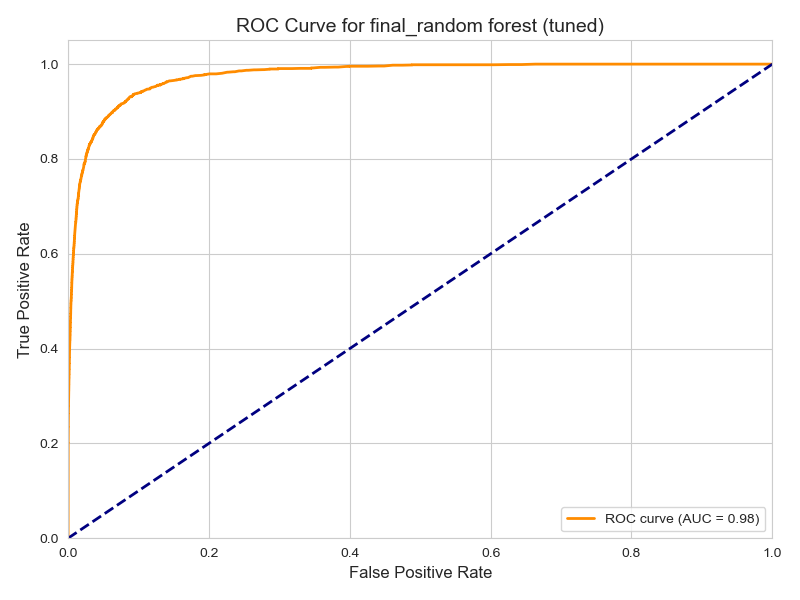 ROC Curve for final_random forest (tuned)
True Positive Rate
1.0
0.8
0.6
0.4
0.2
0.0
0.0 0.2 0.4 0.6 0.8 1.0
False Positive Rate
ROC curve (AUC = 0.98)